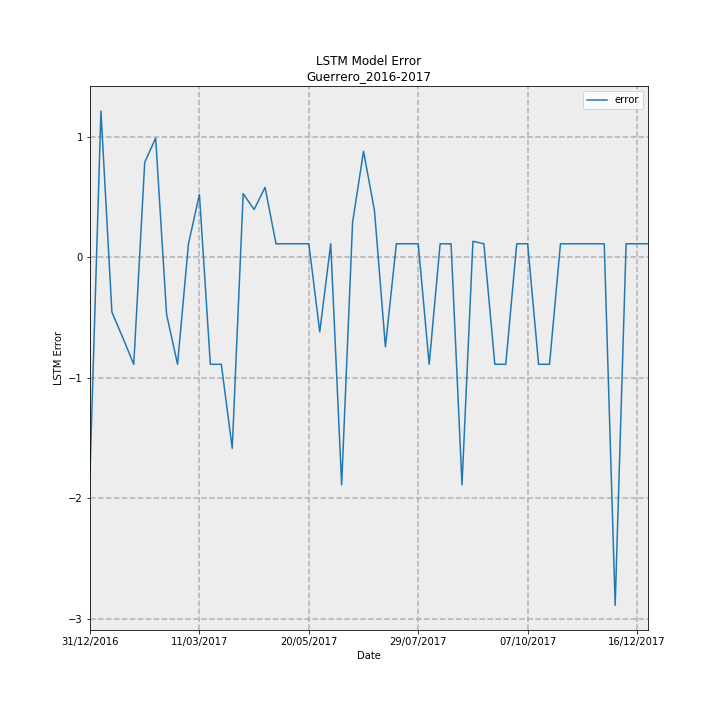 LSTM Model Error
Guerrero_2016-2017
error
1
0
−1
−2
−3
LSTM Error
31/12/2016 11/03/2017 20/05/2017 29/07/2017 07/10/2017 16/12/2017
Date